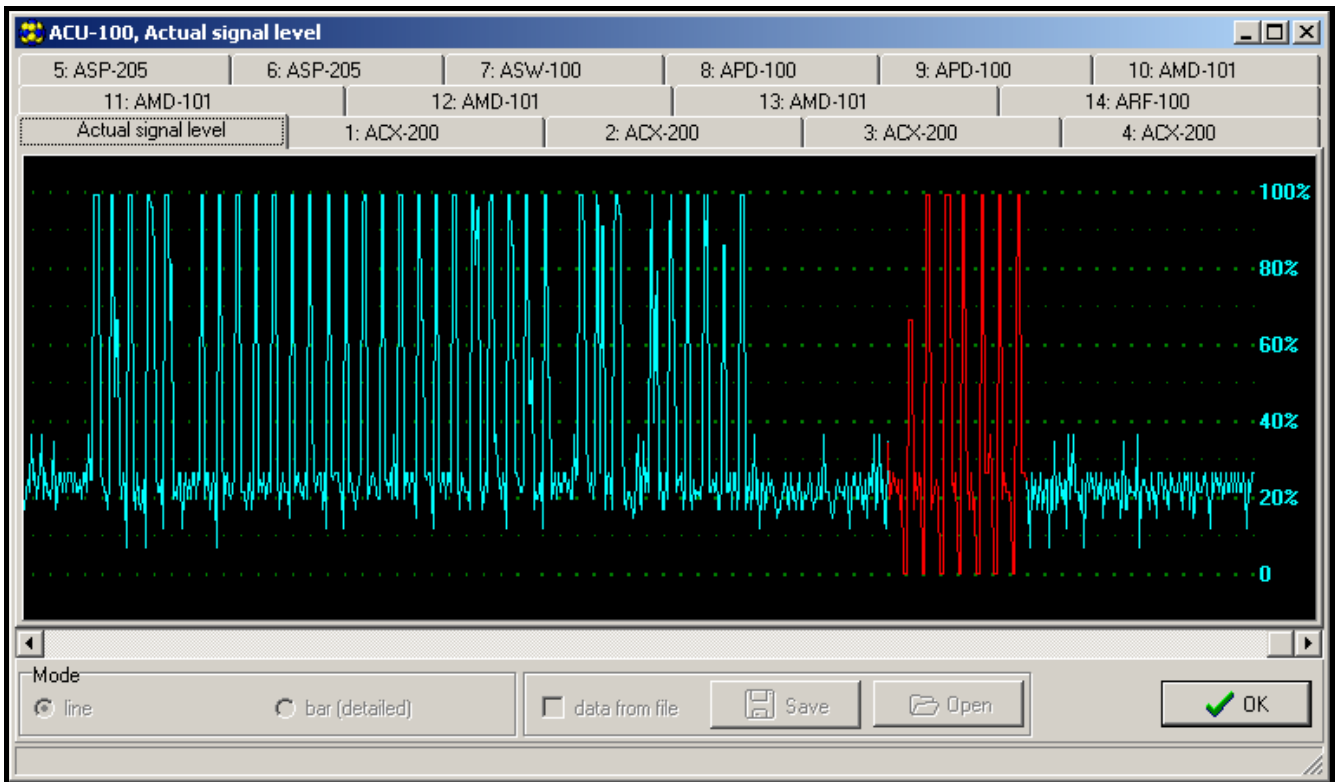 ACU-100, Actual signal level
5: ASP-205 6: ASP-205 7: ASW-100 8: APD-100 9: APD-100 10: AMD-101
11: AMD-101 12: AMD-101 13: AMD-101 14: ARF-100
Actual signal level 1: ACX-200 2: ACX-200 3: ACX-200 4: ACX-200
100%
80%
60%
40%
20%
0
Mode
line bar (detailed) data from file Save Open OK